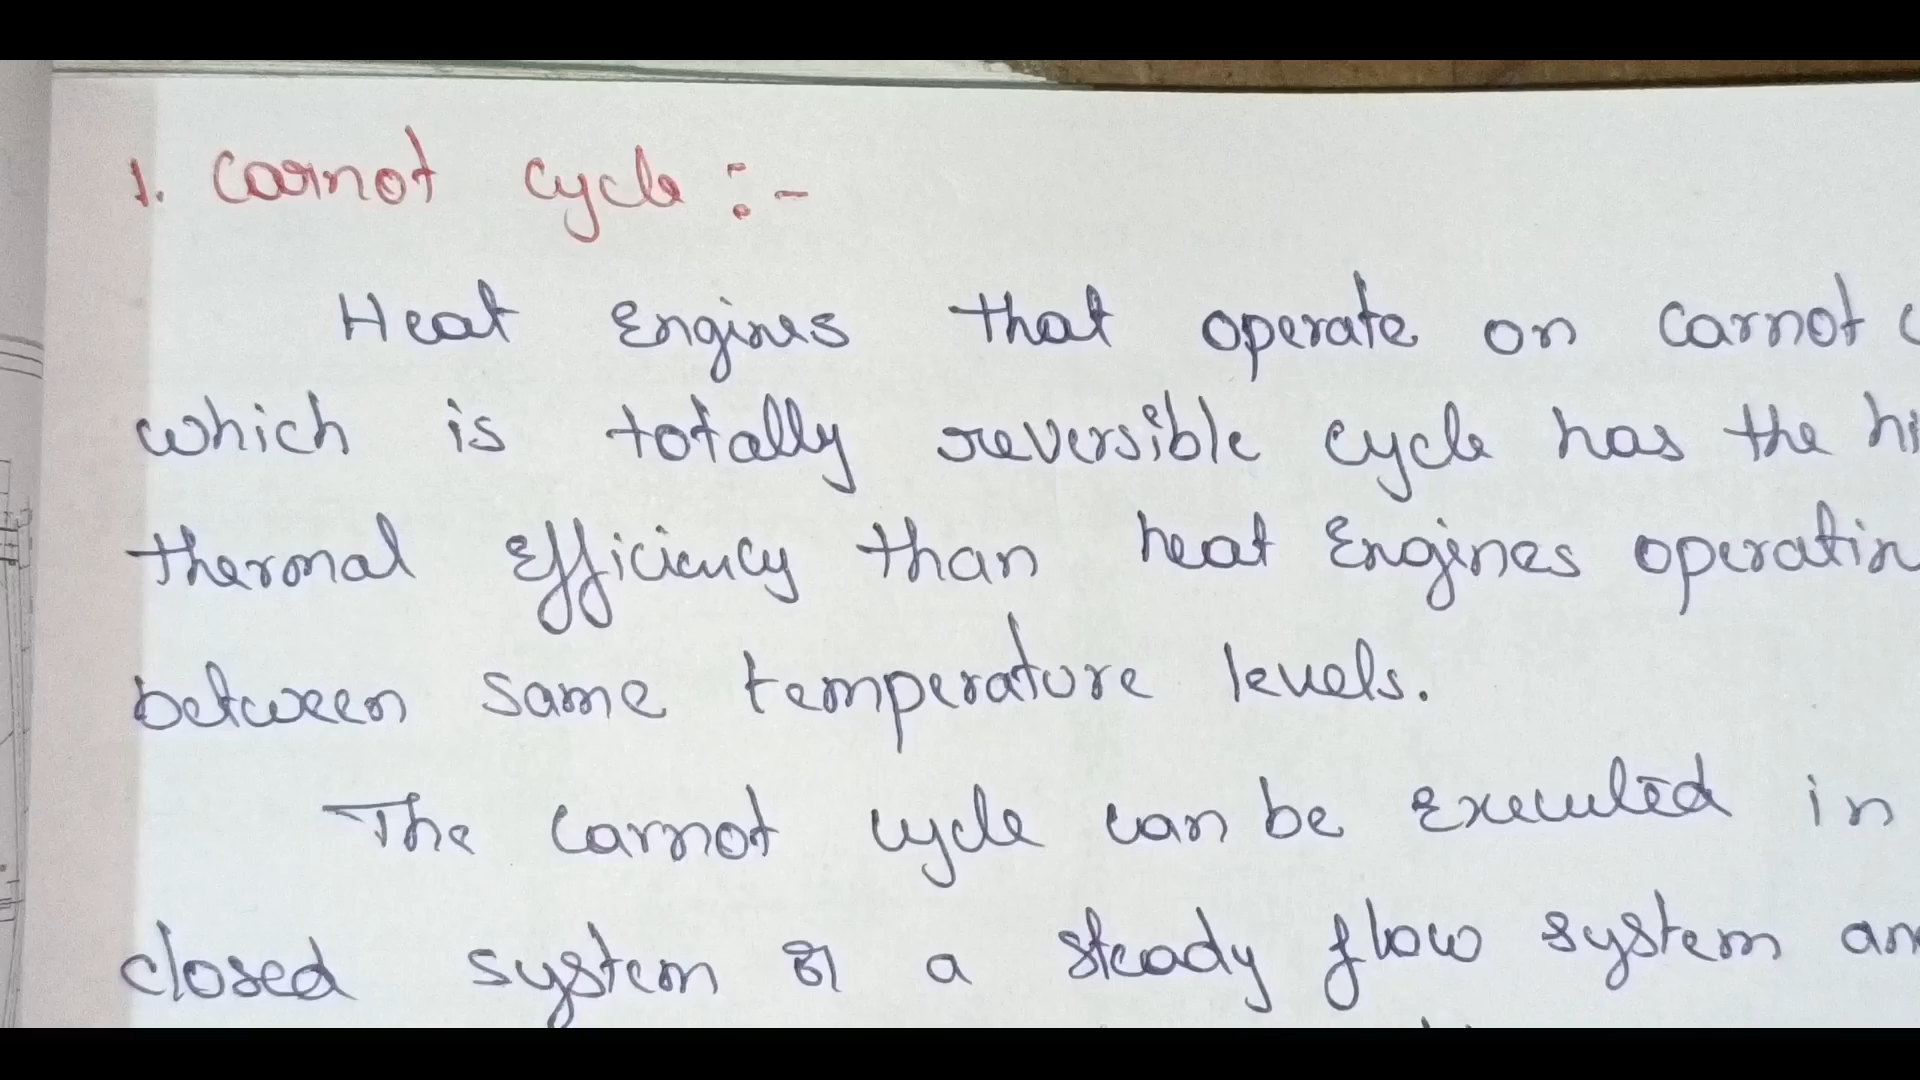 1. Carnot cycle :-
Heat Engines that operate on Carnot
which is totally reversible cycle has the
thermal Efficiency than heat Engines
between same temperature levels.
The Carnot cycle can be Executed in
closed system or a steady flow system